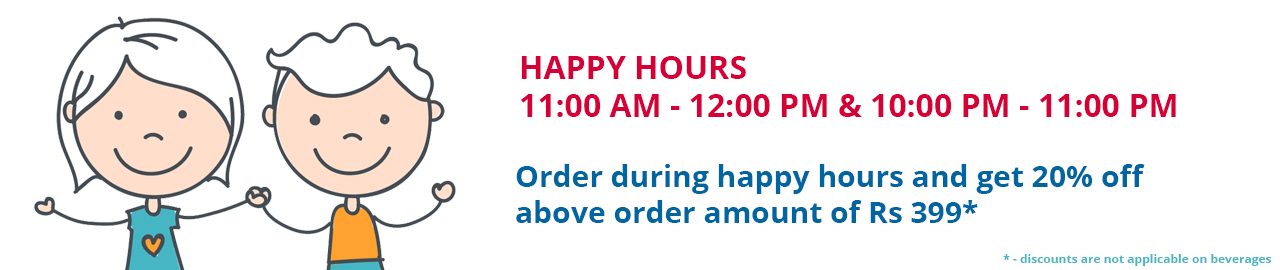 HAPPY HOURS
11:00 AM - 12:00 PM & 10:00 PM - 11:00 PM
Order during happy hours and get 20% off
above order amount of Rs 399*
* - discounts are not applicable on beverages